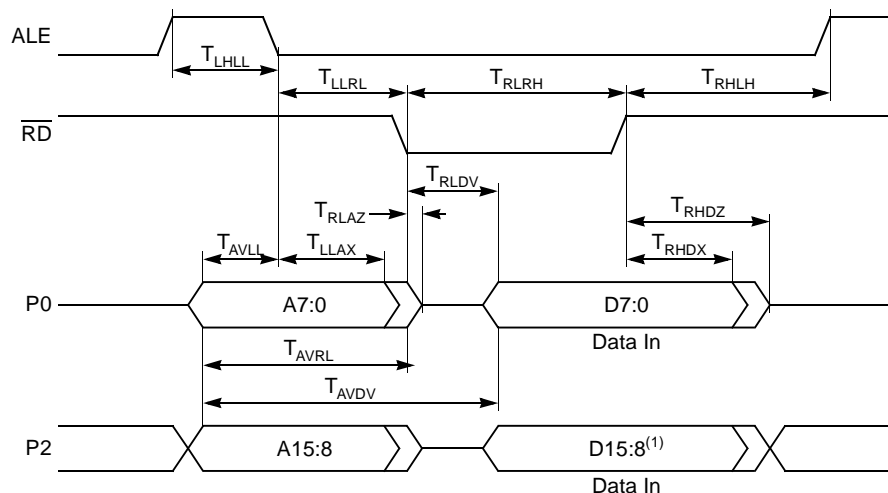 ALE
T_LHLL
T_LLRL
T_RLRH
T_RHLH
RD
T_RLDV
T_RLAZ
T_RHDZ
T_AVLL
T_LLAX
T_RHDX
P0
A7:0
D7:0
Data In
T_AVRL
T_AVDV
P2
A15:8
D15:8(1)
Data In